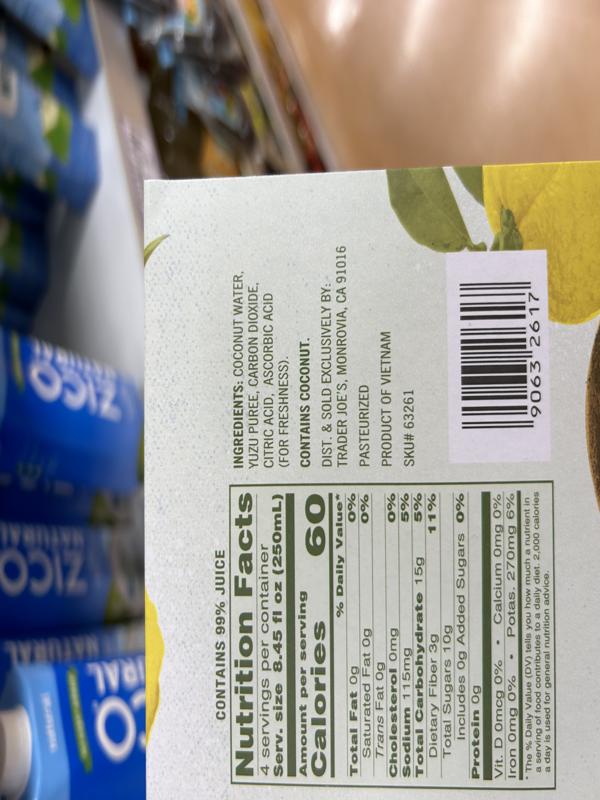 CONTAINS 99% JUICE
Nutrition Facts
4 servings per container
Serv. size 8.45 fl oz (250mL)
Amount per serving
Calories 60
% Daily Value*
Total Fat 0g 0%
Saturated Fat 0g 0%
Trans Fat 0g
Cholesterol 0mg 0%
Sodium 115mg 5%
Total Carbohydrate 15g 5%
Dietary Fiber 3g 11%
Total Sugars 10g
Includes 0g Added Sugars 0%
Protein 0g
Vit. D 0mcg 0% • Calcium 0mg 0%
Iron 0mg 0% • Potas. 270mg 6%
* The % Daily Value (DV) tells you how much a nutrient in
a serving of food contributes to a daily diet. 2,000 calories
a day is used for general nutrition advice.
INGREDIENTS: COCONUT WATER,
YUZU PUREE, CARBON DIOXIDE,
CITRIC ACID, ASCORBIC ACID
(FOR FRESHNESS).
CONTAINS COCONUT.
DIST. & SOLD EXCLUSIVELY BY:
TRADER JOE'S, MONROVIA, CA 91016
PASTEURIZED
PRODUCT OF VIETNAM
SKU# 63261
9063 2617
ZICO
NATURAL
ZICO
NATURAL
NATURAL
natural